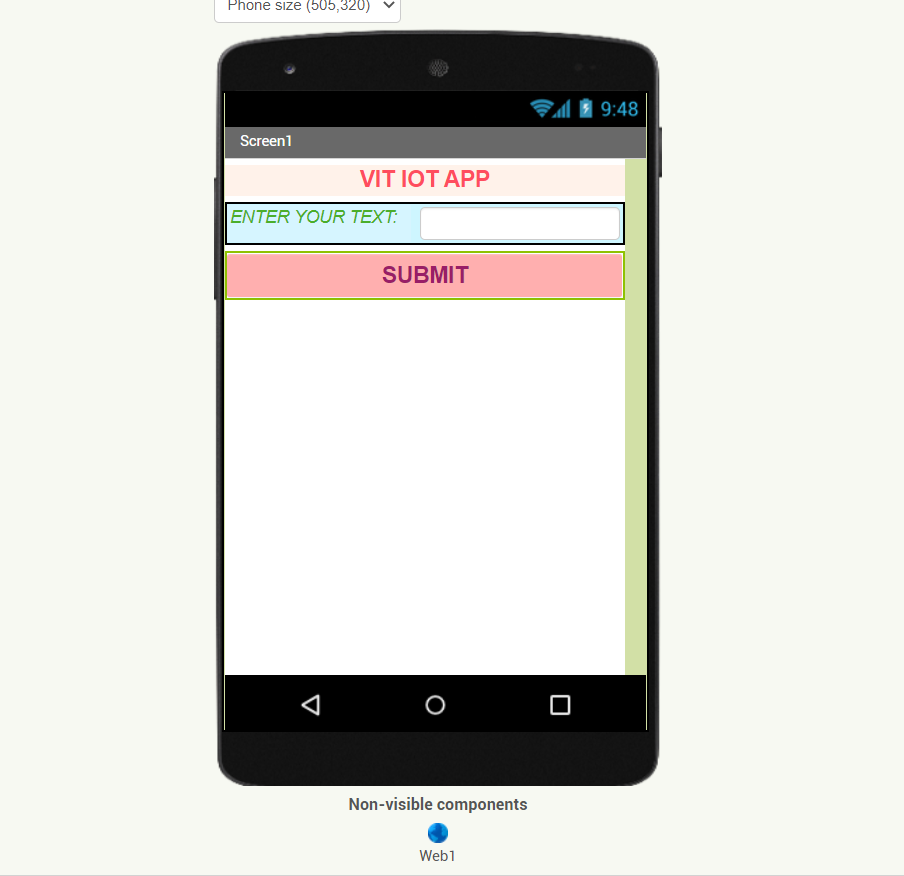 Phone size (505,320)
9:48
Screen1
VIT IOT APP
ENTER YOUR TEXT:
SUBMIT
Non-visible components
Web1